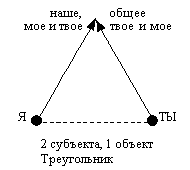 наше, общее
мое и твое твое и мое
Я ТЫ
2 субъекта, 1 объект
Треугольник